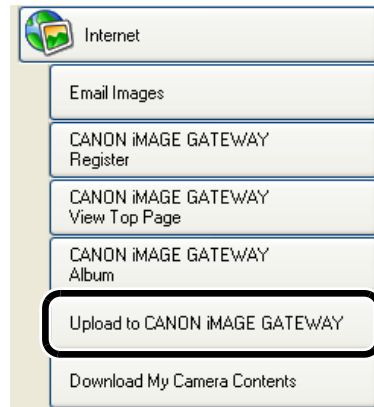 Internet
Email Images
CANON iMAGE GATEWAY
Register
CANON iMAGE GATEWAY
View Top Page
CANON iMAGE GATEWAY
Album
Upload to CANON iMAGE GATEWAY
Download My Camera Contents